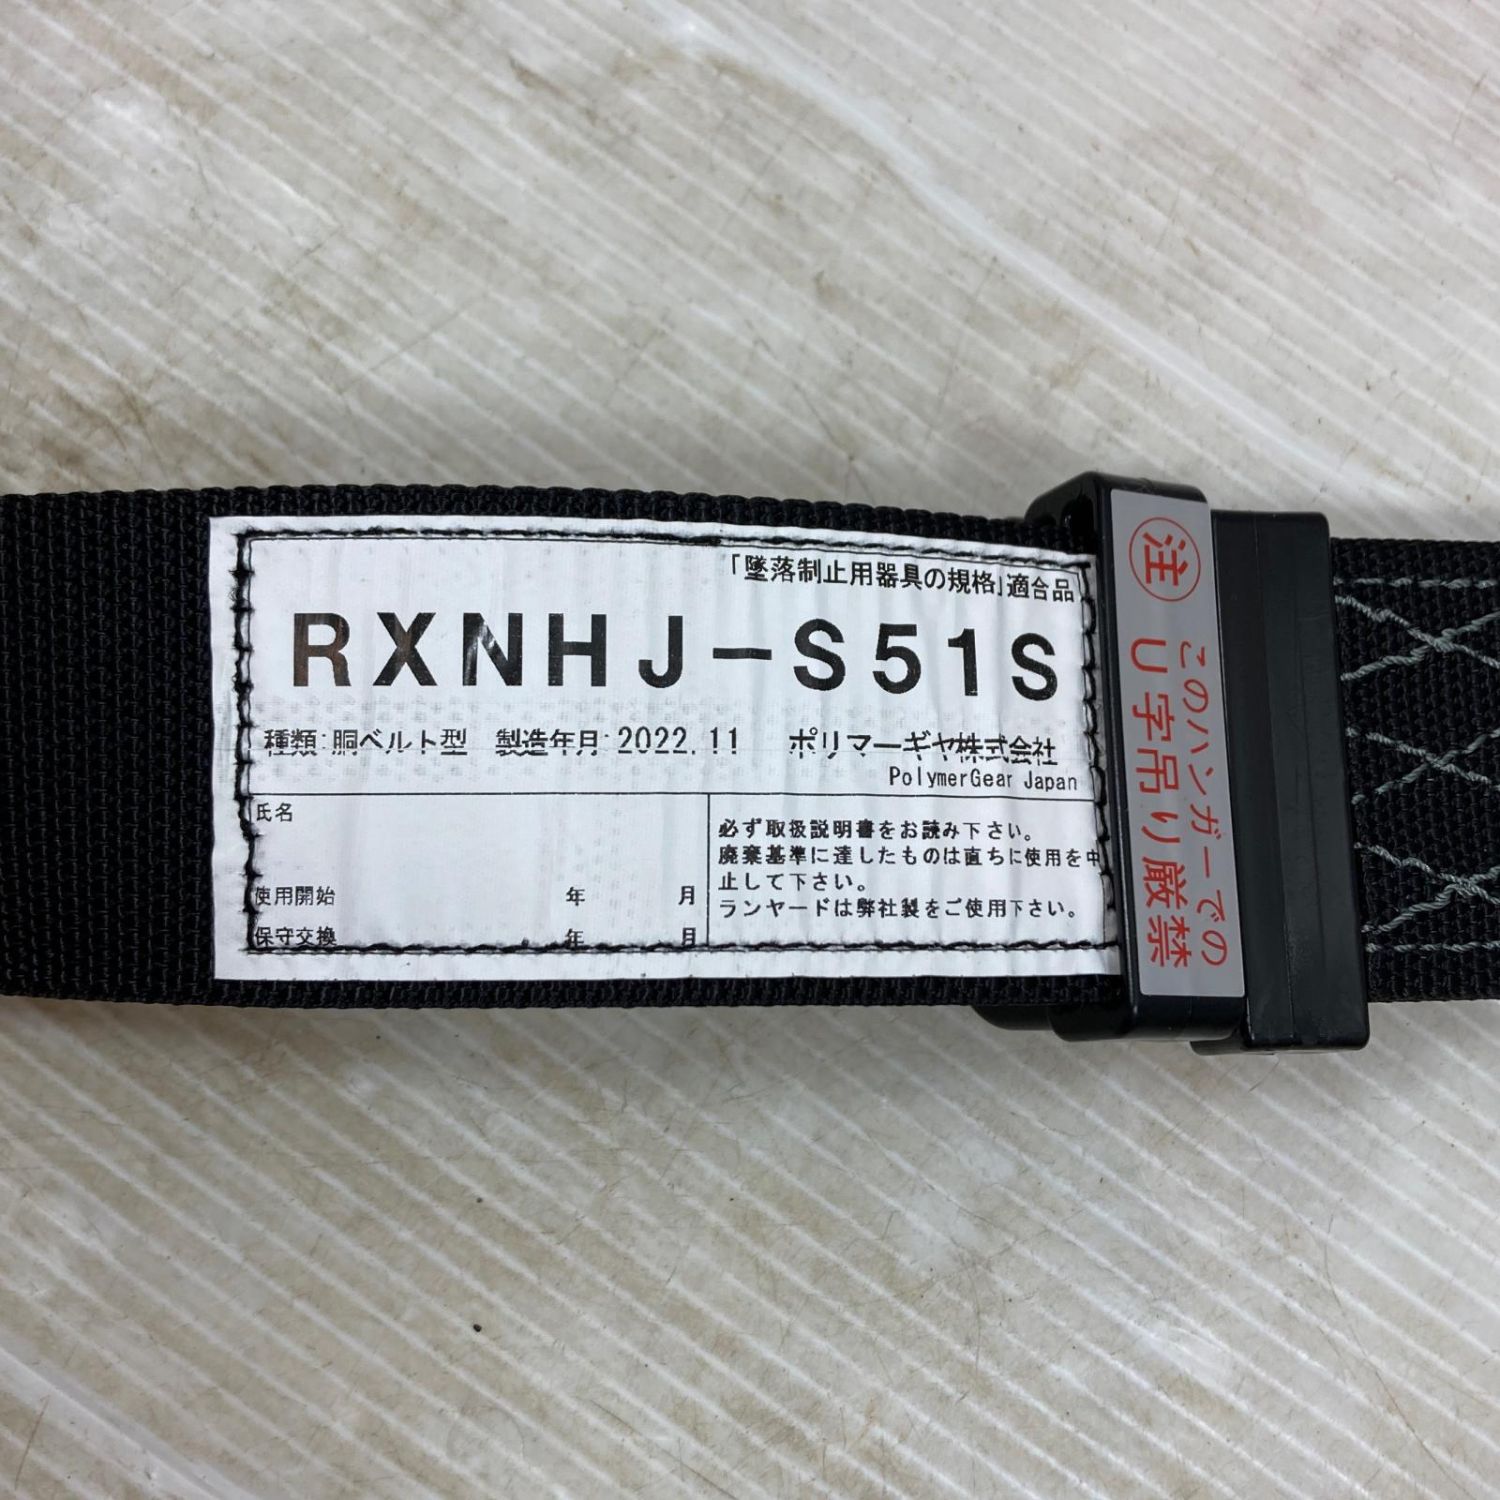 「墜落制止用器具の規格」適合品
RXNHJ-S51S
種類:胴ベルト型 製造年月:2022.11 ポリマーギヤ株式会社
PolymerGear Japan
氏名
使用開始 年 月
保守交換 年 月
必ず取扱説明書をお読み下さい。
廃棄基準に達したものは直ちに使用を中
止して下さい。
ランヤードは弊社製をご使用下さい。
注
このハンガーでの
U字吊り厳禁